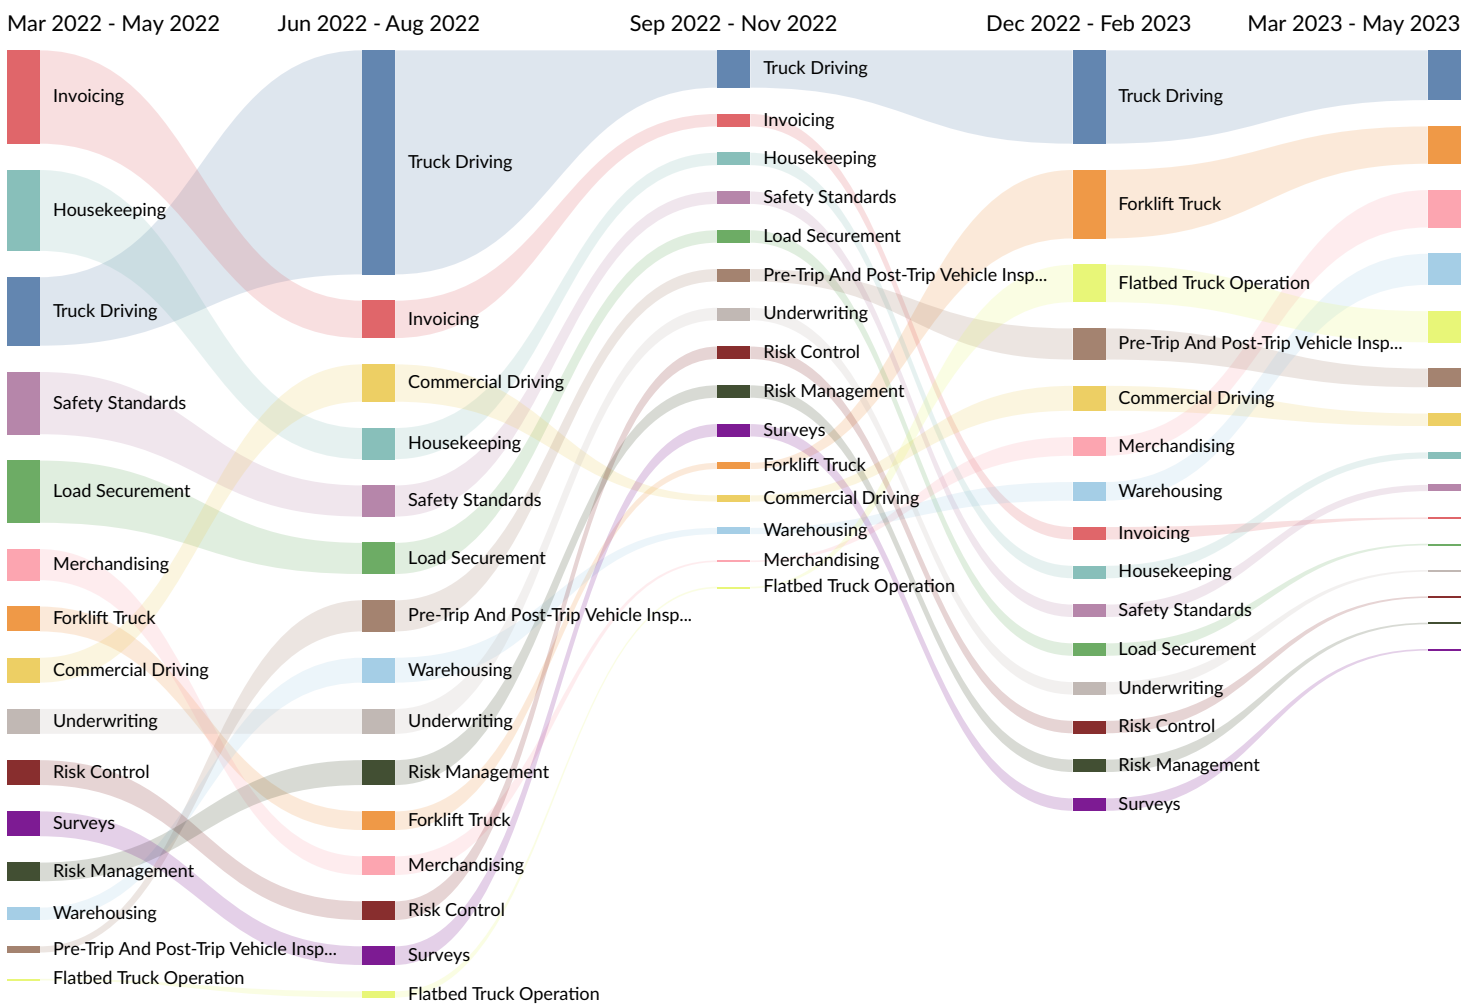 Mar 2022 - May 2022
Jun 2022 - Aug 2022
Sep 2022 - Nov 2022
Dec 2022 - Feb 2023
Mar 2023 - May 2023
Invoicing
Housekeeping
Truck Driving
Safety Standards
Load Securement
Merchandising
Forklift Truck
Commercial Driving
Underwriting
Risk Control
Surveys
Risk Management
Warehousing
Pre-Trip And Post-Trip Vehicle Insp...
Flatbed Truck Operation
Truck Driving
Invoicing
Commercial Driving
Housekeeping
Safety Standards
Load Securement
Pre-Trip And Post-Trip Vehicle Insp...
Warehousing
Underwriting
Risk Management
Forklift Truck
Merchandising
Risk Control
Surveys
Flatbed Truck Operation
Truck Driving
Invoicing
Housekeeping
Safety Standards
Load Securement
Pre-Trip And Post-Trip Vehicle Insp...
Underwriting
Risk Control
Risk Management
Surveys
Forklift Truck
Commercial Driving
Warehousing
Merchandising
Flatbed Truck Operation
Truck Driving
Forklift Truck
Flatbed Truck Operation
Pre-Trip And Post-Trip Vehicle Insp...
Commercial Driving
Merchandising
Warehousing
Invoicing
Housekeeping
Safety Standards
Load Securement
Underwriting
Risk Control
Risk Management
Surveys